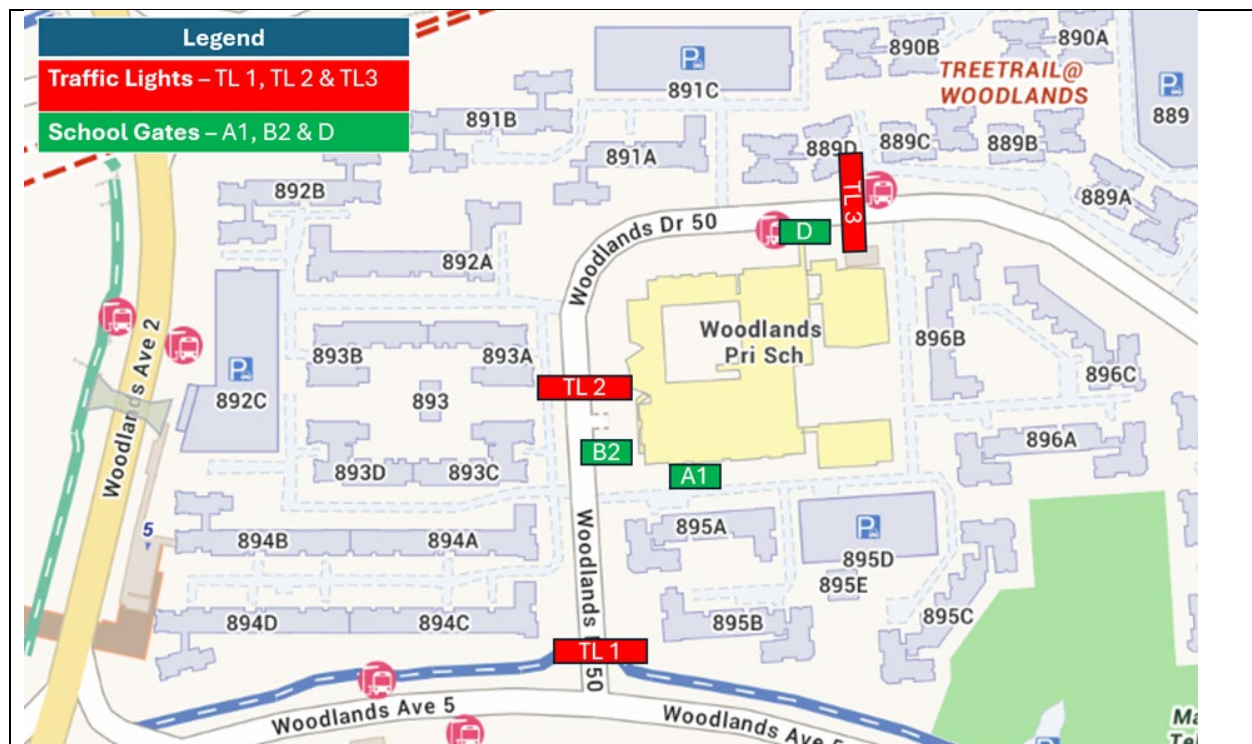 Legend
Traffic Lights – TL 1, TL 2 & TL3
School Gates – A1, B2 & D
890B
890A
TREETRAIL@
WOODLANDS
891C
889
891B
891A
889D
889C
889B
892B
TL 3
889A
Woodlands Dr 50
D
892A
Woodlands Ave 2
Woodlands
Pri Sch
893B
893A
896B
896C
TL 2
892C
893
896A
B2
893D
893C
A1
5
894B
894A
Woodlands
895A
895D
895E
894D
894C
895B
895C
TL 1
50
Woodlands Ave 5
Woodlands Ave 5